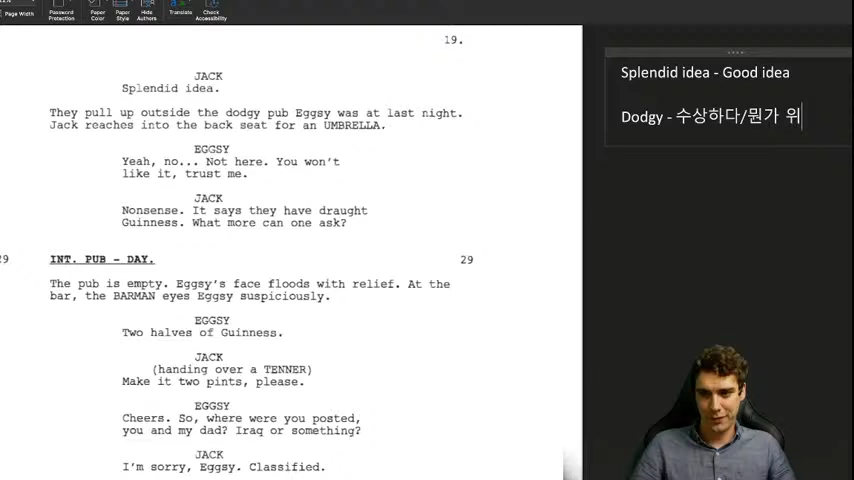 Page Width
Password
Protection
Paper
Color
Paper
Style
Hide
Authors
Translate
Check
Accessibility
19.
JACK
Splendid idea.
They pull up outside the dodgy pub Eggsy was at last night.
Jack reaches into the back seat for an UMBRELLA.
EGGSY
Yeah, no... Not here. You won't
like it, trust me.
JACK
Nonsense. It says they have draught
Guinness. What more can one ask?
29 INT. PUB - DAY. 29
The pub is empty. Eggsy's face floods with relief. At the
bar, the BARMAN eyes Eggsy suspiciously.
EGGSY
Two halves of Guinness.
JACK
(handing over a TENNER)
Make it two pints, please.
EGGSY
Cheers. So, where were you posted,
you and my dad? Iraq or something?
JACK
I'm sorry, Eggsy. Classified.
Splendid idea - Good idea
Dodgy - 수상하다/뭔가 위